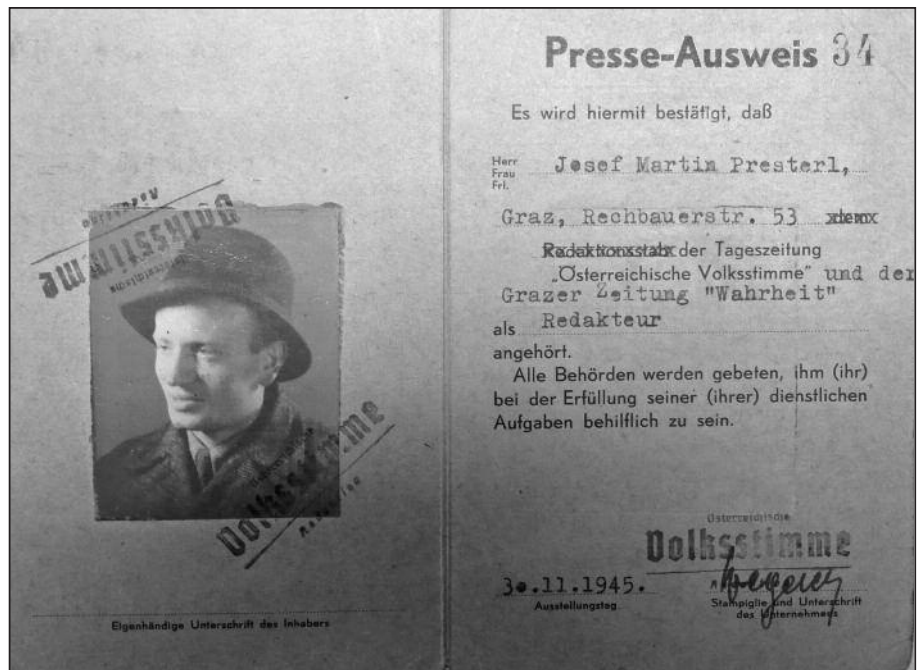 Volksstimme
Österreichische
Volksstimme
Eigenhändige Unterschrift des Inhabers
Presse-Ausweis 34
Es wird hiermit bestätigt, daß
Herr
Frau
Frl.
Josef Martin Presterl,
Graz, Rechbauerstr. 53 xdemx
Redaktionsstab der Tageszeitung
„Österreichische Volksstimme" und der
Grazer Zeitung "Wahrheit"
als Redakteur
angehört.
Alle Behörden werden gebeten, ihm (ihr)
bei der Erfüllung seiner (ihrer) dienstlichen
Aufgaben behilflich zu sein.
Österreichische
Volksstimme
30.11.1945.
Ausstellungstag
Stampiglie und Unterschrift
des Unternehmens